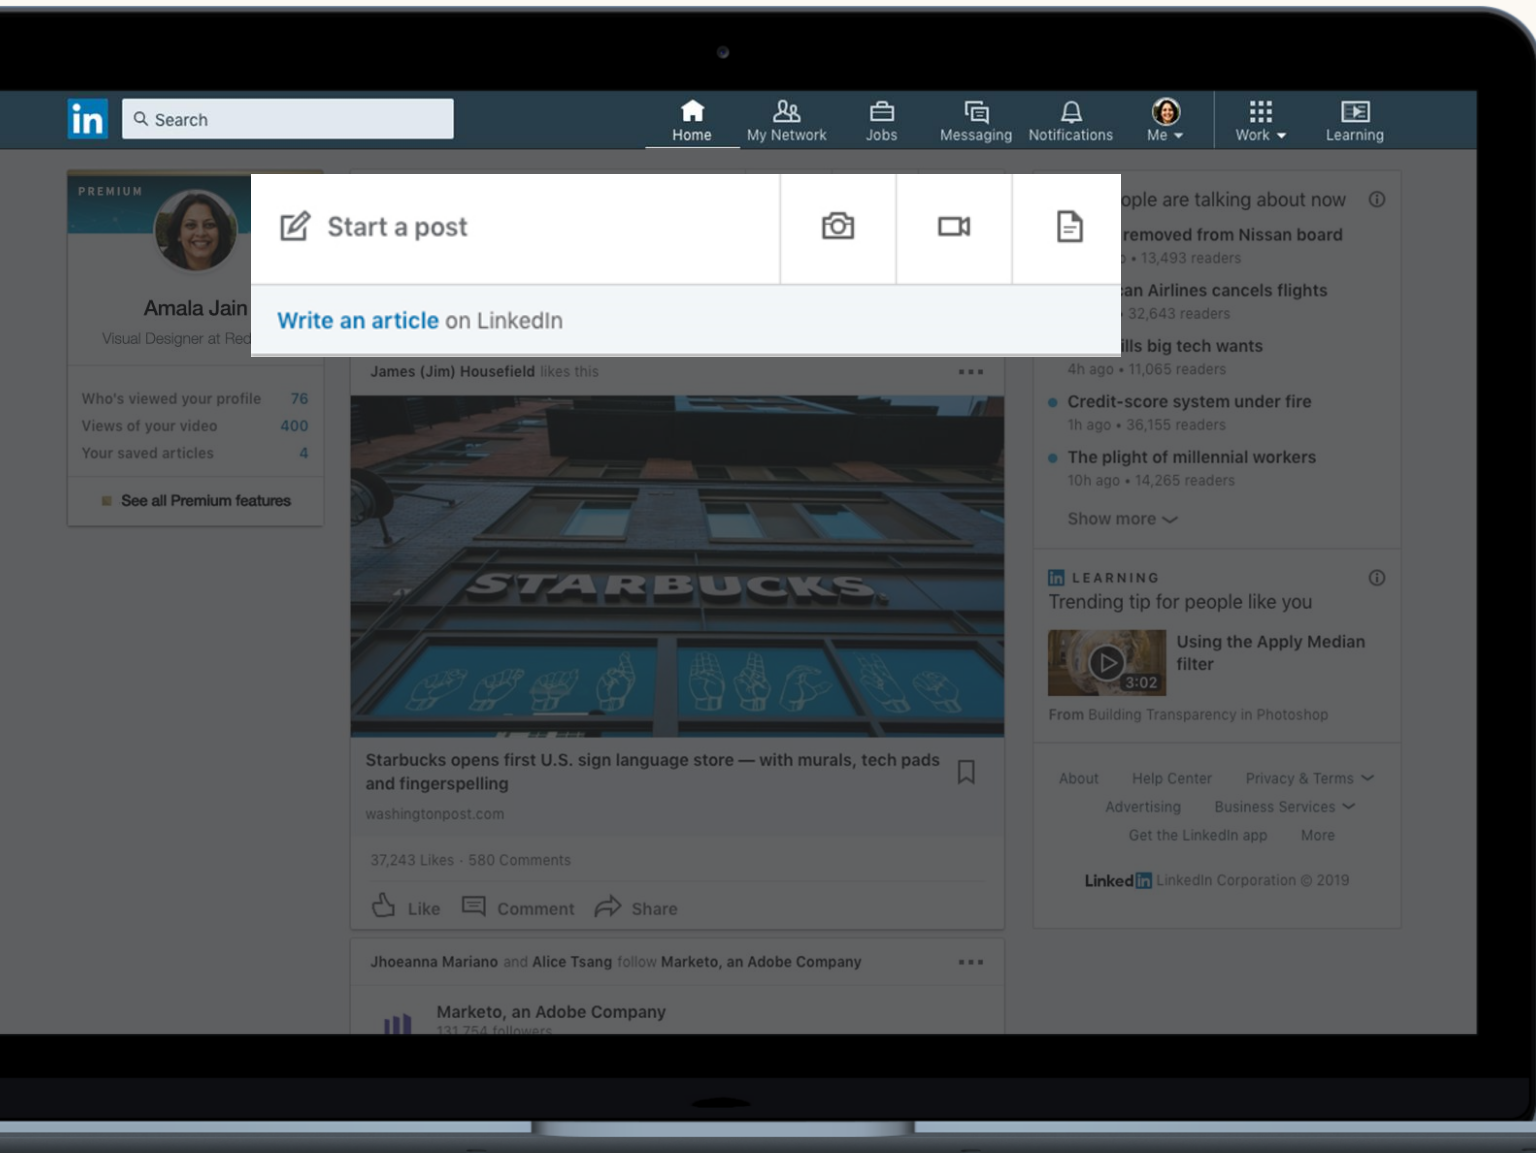 in
Search
Home
My Network
Jobs
Messaging
Notifications
Me
Work
Learning
PREMIUM
Amala Jain
Visual Designer at
Who's viewed your profile 76
Views of your video 400
Your saved articles 4
See all Premium features
Start a post
Write an article on LinkedIn
James (Jim) Housefield likes this
STARBUCKS
Starbucks opens first U.S. sign language store — with murals, tech pads
and fingerspelling
washingtonpost.com
37,243 Likes · 580 Comments
Like
Comment
Share
Jhoeanna Mariano and Alice Tsang follow Marketo, an Adobe Company
Marketo, an Adobe Company
131,754 followers
are talking about now
removed from Nissan board
• 13,493 readers
Airlines cancels flights
• 32,643 readers
big tech wants
4h ago • 11,065 readers
Credit-score system under fire
1h ago • 36,155 readers
The plight of millennial workers
10h ago • 14,265 readers
Show more
in LEARNING
Trending tip for people like you
Using the Apply Median
filter
3:02
From Building Transparency in Photoshop
About Help Center Privacy & Terms
Advertising Business Services
Get the LinkedIn app More
Linkedin LinkedIn Corporation © 2019